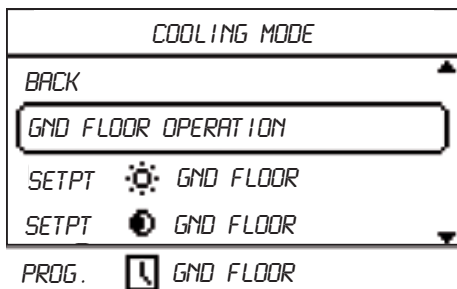 COOLING MODE
BACK
GND FLOOR OPERATION
SETPT GND FLOOR
SETPT GND FLOOR
PROG. GND FLOOR